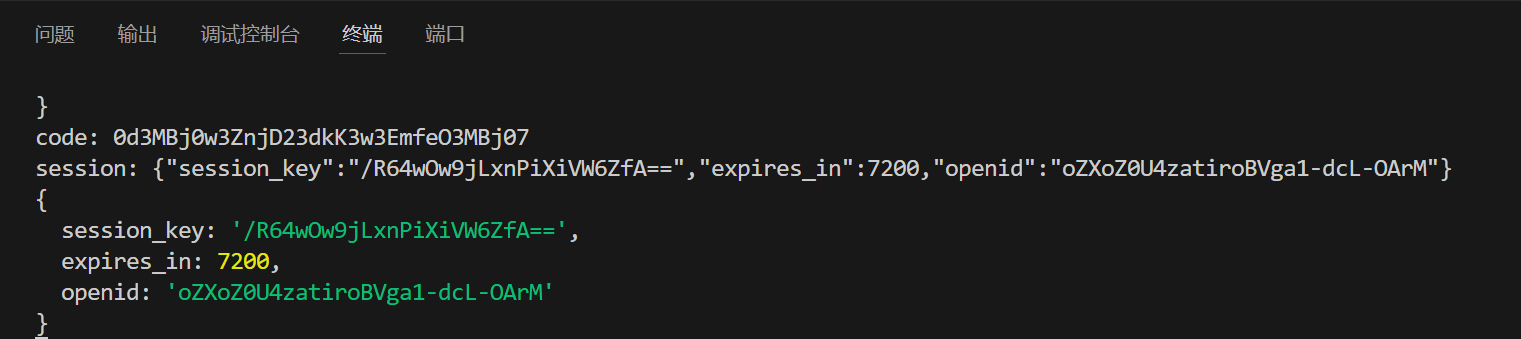 问题 输出 调试控制台 终端 端口
}
code: 0d3MBj0w3ZnjD23dkK3w3EmfeO3MBj07
session: {"session_key":"/R64wOw9jLxnPiXiVW6ZfA==","expires_in":7200,"openid":"oZXoZ0U4zatiroBVga1-dcL-OArM"}
{
  session_key: '/R64wOw9jLxnPiXiVW6ZfA==',
  expires_in: 7200,
  openid: 'oZXoZ0U4zatiroBVga1-dcL-OArM'
}